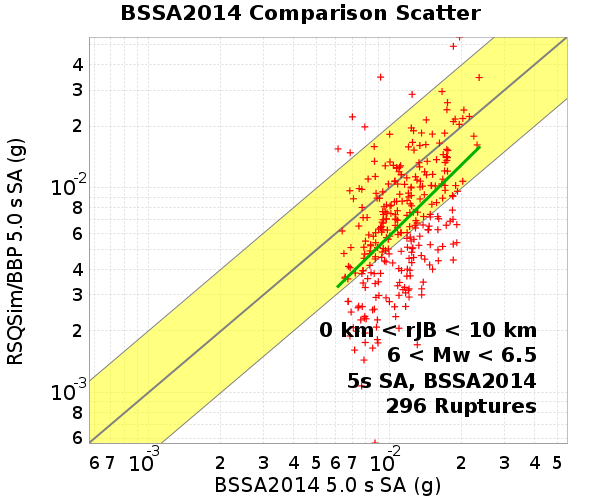 BSSA2014 Comparison Scatter
RSQSim/BBP 5.0 s SA (g)
4
3
2
10⁻²
8
6
4
3
2
10⁻³
8
6
0 km < rJB < 10 km
6 < Mw < 6.5
5s SA, BSSA2014
296 Ruptures
6 7 10⁻³ 2 3 4 5 6 7 10⁻² 2 3 4 5
BSSA2014 5.0 s SA (g)